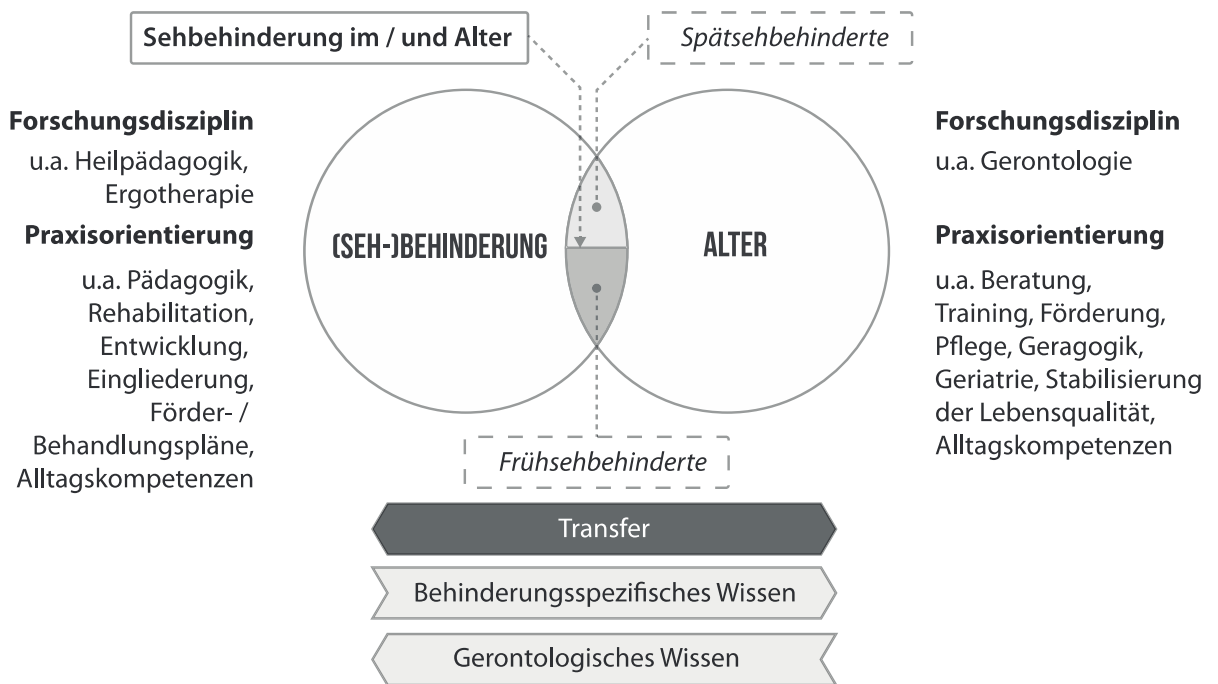 Sehbehinderung im / und Alter
Spätsehbehinderte
Forschungsdisziplin
u.a. Heilpädagogik,
Ergotherapie
Praxisorientierung
u.a. Pädagogik,
Rehabilitation,
Entwicklung,
Eingliederung,
Förder- /
Behandlungspläne,
Alltagskompetenzen
(SEH-)BEHINDERUNG
ALTER
Forschungsdisziplin
u.a. Gerontologie
Praxisorientierung
u.a. Beratung,
Training, Förderung,
Pflege, Geragogik,
Geriatrie, Stabilisierung
der Lebensqualität,
Alltagskompetenzen
Frühsehbehinderte
Transfer
Behinderungsspezifisches Wissen
Gerontologisches Wissen